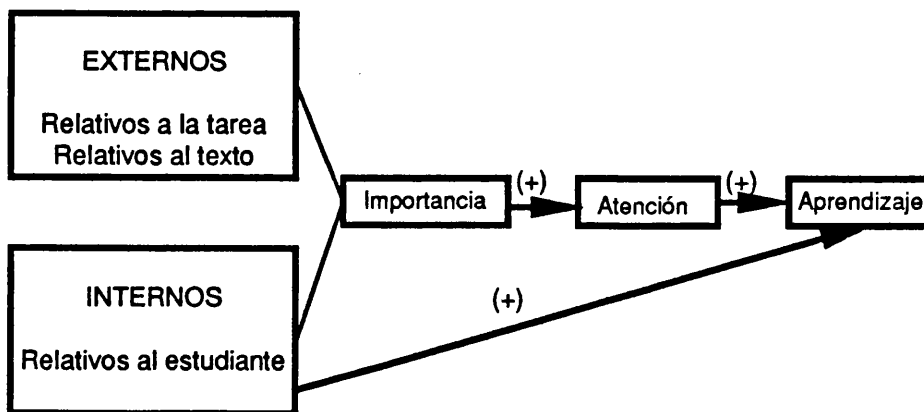 EXTERNOS
Relativos a la tarea
Relativos al texto
INTERNOS
Relativos al estudiante
Importancia
(+)
Atención
(+)
Aprendizaje
(+)